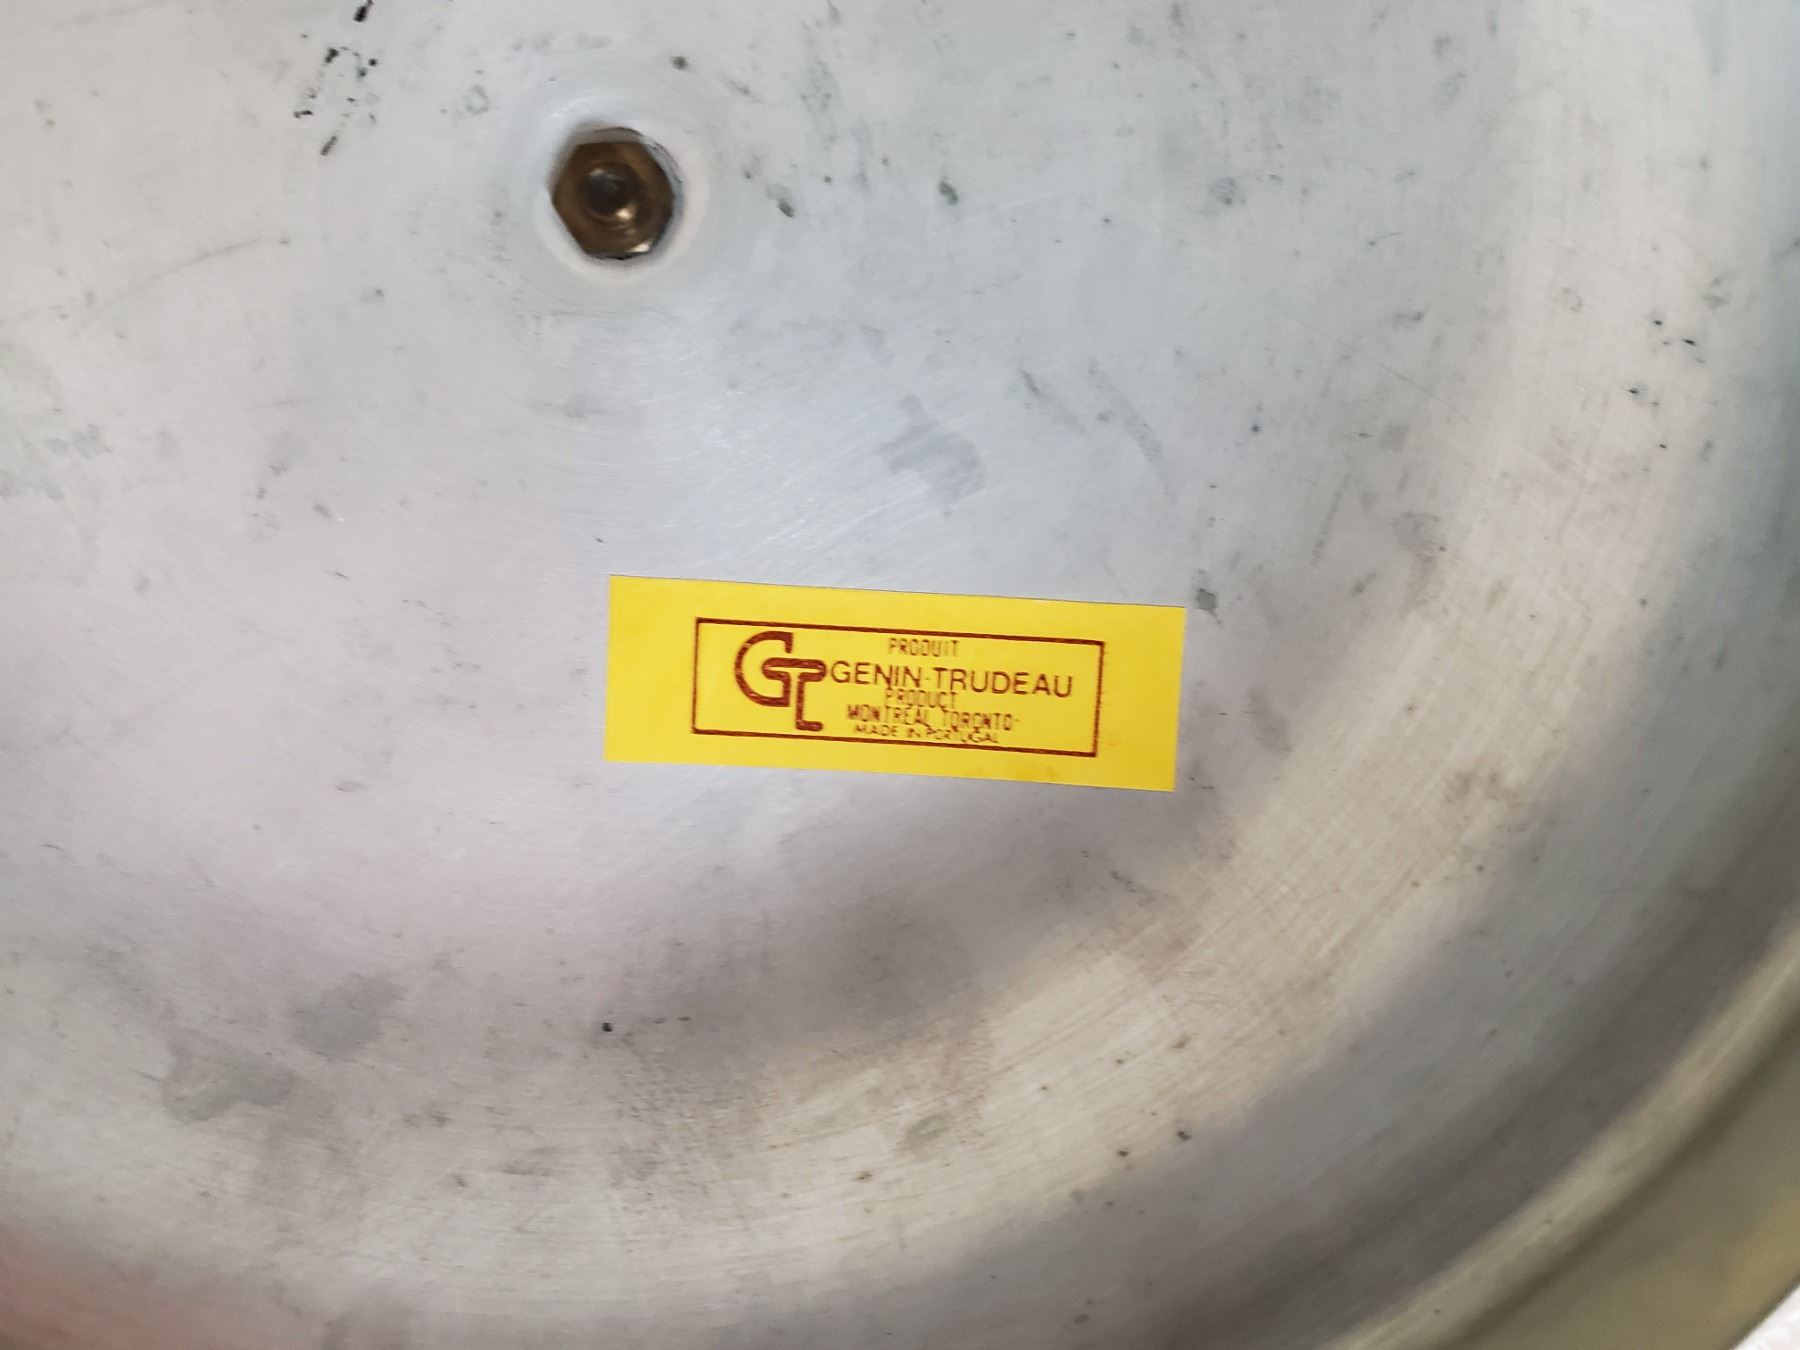 PRODUIT
GT GENIN-TRUDEAU
PRODUCT
MONTREAL TORONTO
MADE IN PORTUGAL